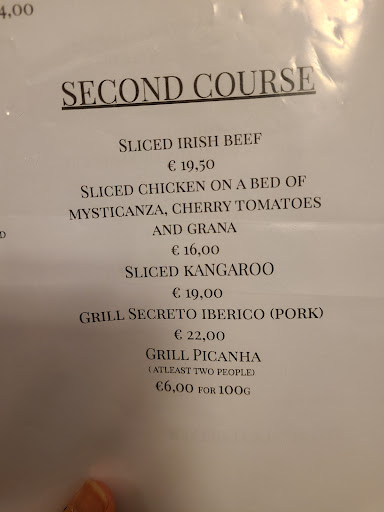 4,00
SECOND COURSE
SLICED IRISH BEEF
€ 19,50
SLICED CHICKEN ON A BED OF
MYSTICANZA, CHERRY TOMATOES
AND GRANA
€ 16,00
D
SLICED KANGAROO
€ 19,00
GRILL SECRETO IBERICO (PORK)
€ 22,00
GRILL PICANHA
( ATLEAST TWO PEOPLE)
€6,00 FOR 100G